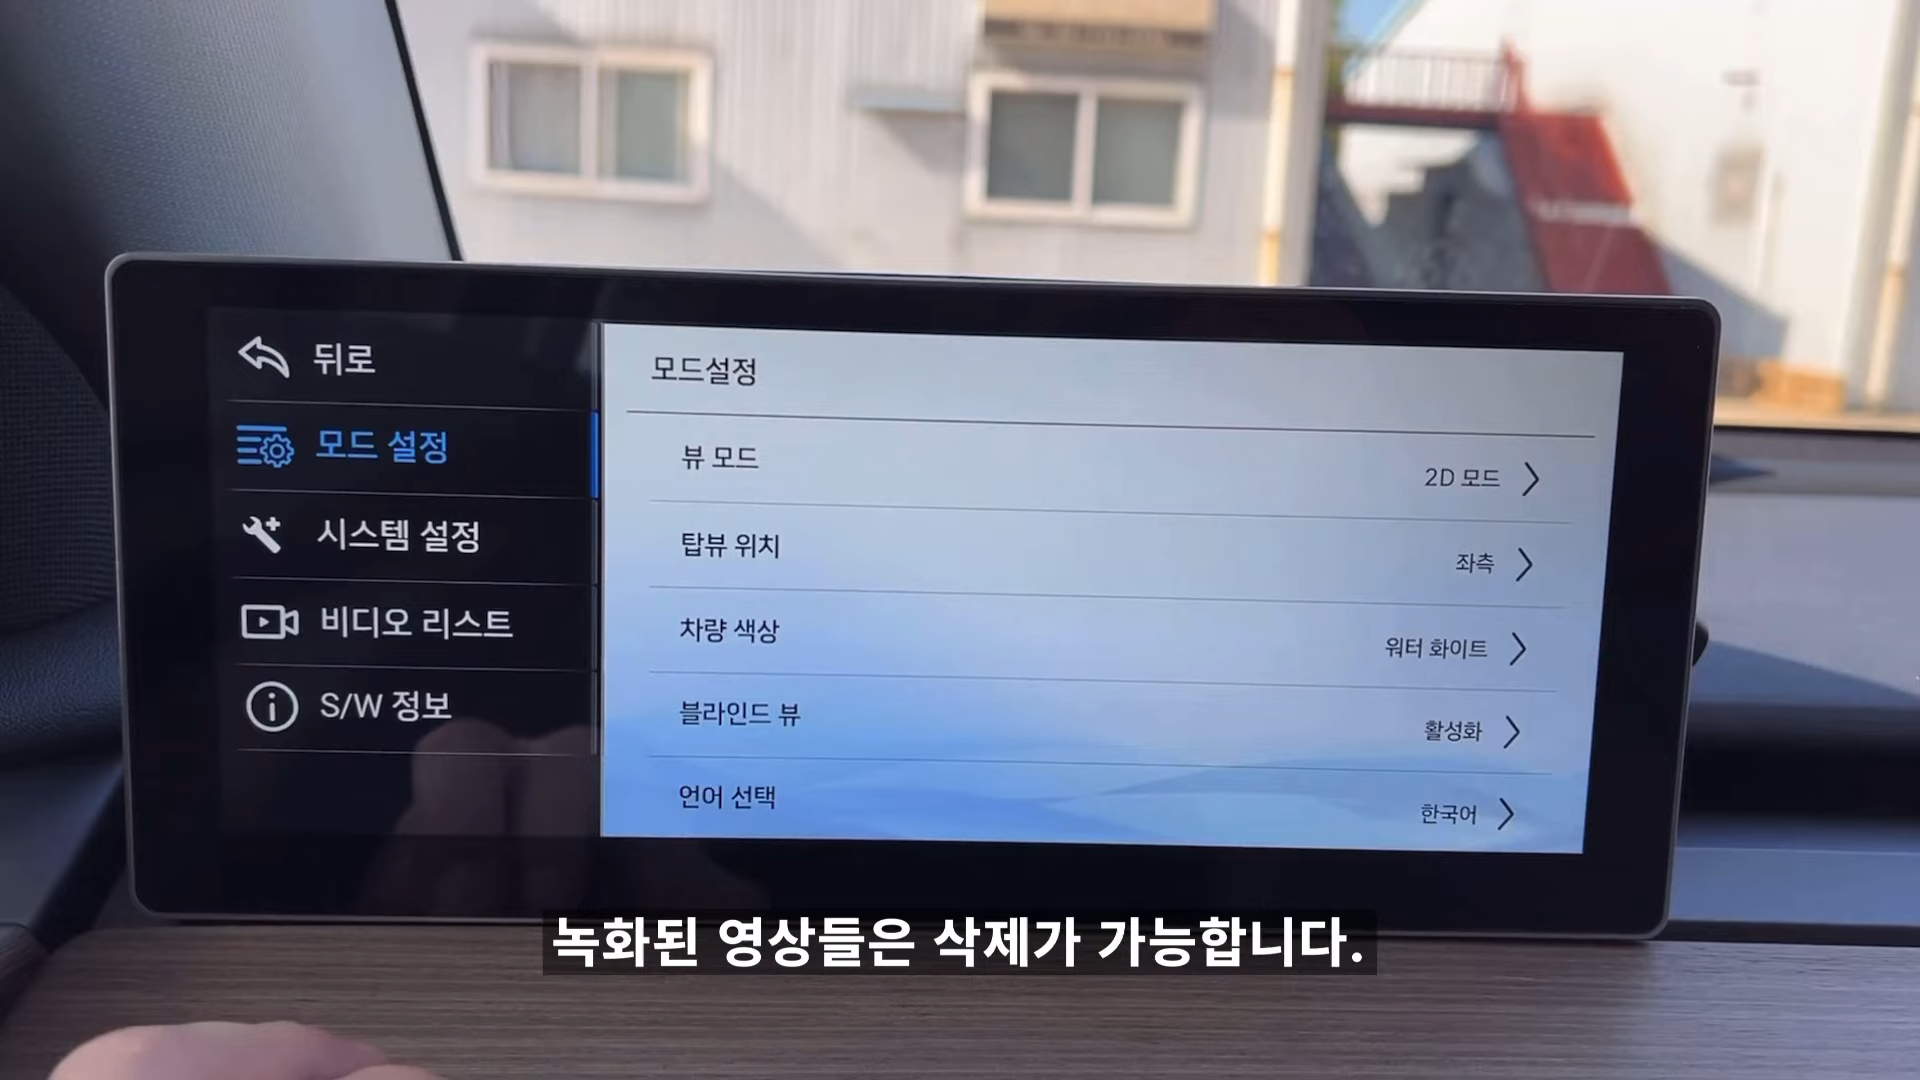 뒤로
모드 설정
시스템 설정
비디오 리스트
S/W 정보
모드설정
뷰 모드
2D 모드
탑뷰 위치
좌측
차량 색상
워터 화이트
블라인드 뷰
활성화
언어 선택
한국어
녹화된 영상들은 삭제가 가능합니다.